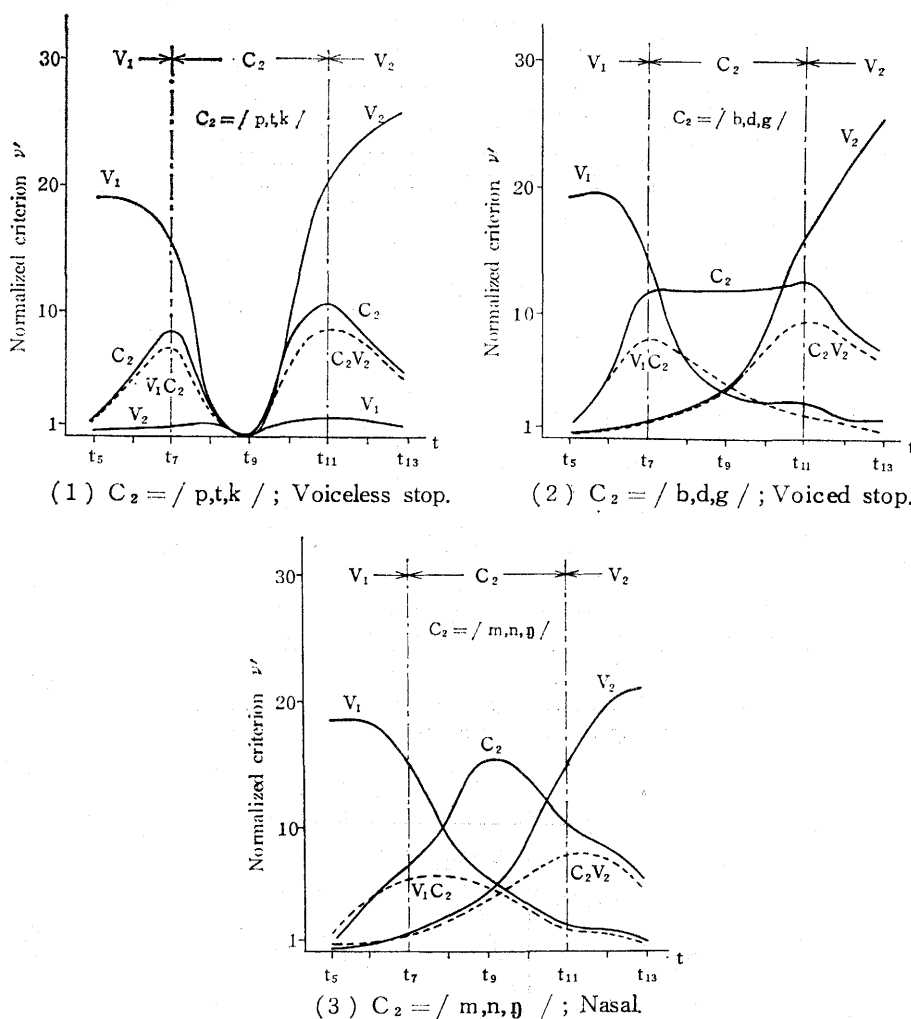 30
V₁ C₂ V₂
C₂=/ p,t,k /
V₂
Normalized criterion ν′
20
V₁
10
C₂ C₂
V₁C₂ C₂V₂
V₂ V₁
1
t₅ t₇ t₉ t₁₁ t₁₃ t
(1) C₂=/ p,t,k /; Voiceless stop.
30
V₁ C₂ V₂
C₂=/ b,d,g /
V₂
Normalized criterion ν′
20
V₁
C₂
10
V₁C₂ C₂V₂
1
t₅ t₇ t₉ t₁₁ t₁₃ t
(2) C₂=/ b,d,g /; Voiced stop.
30
V₁ C₂ V₂
C₂=/ m,n,ŋ /
Normalized criterion ν′
20
V₁ V₂
C₂
10
V₁C₂ C₂V₂
1
t₅ t₇ t₉ t₁₁ t₁₃ t
(3) C₂=/ m,n,ŋ /; Nasal.